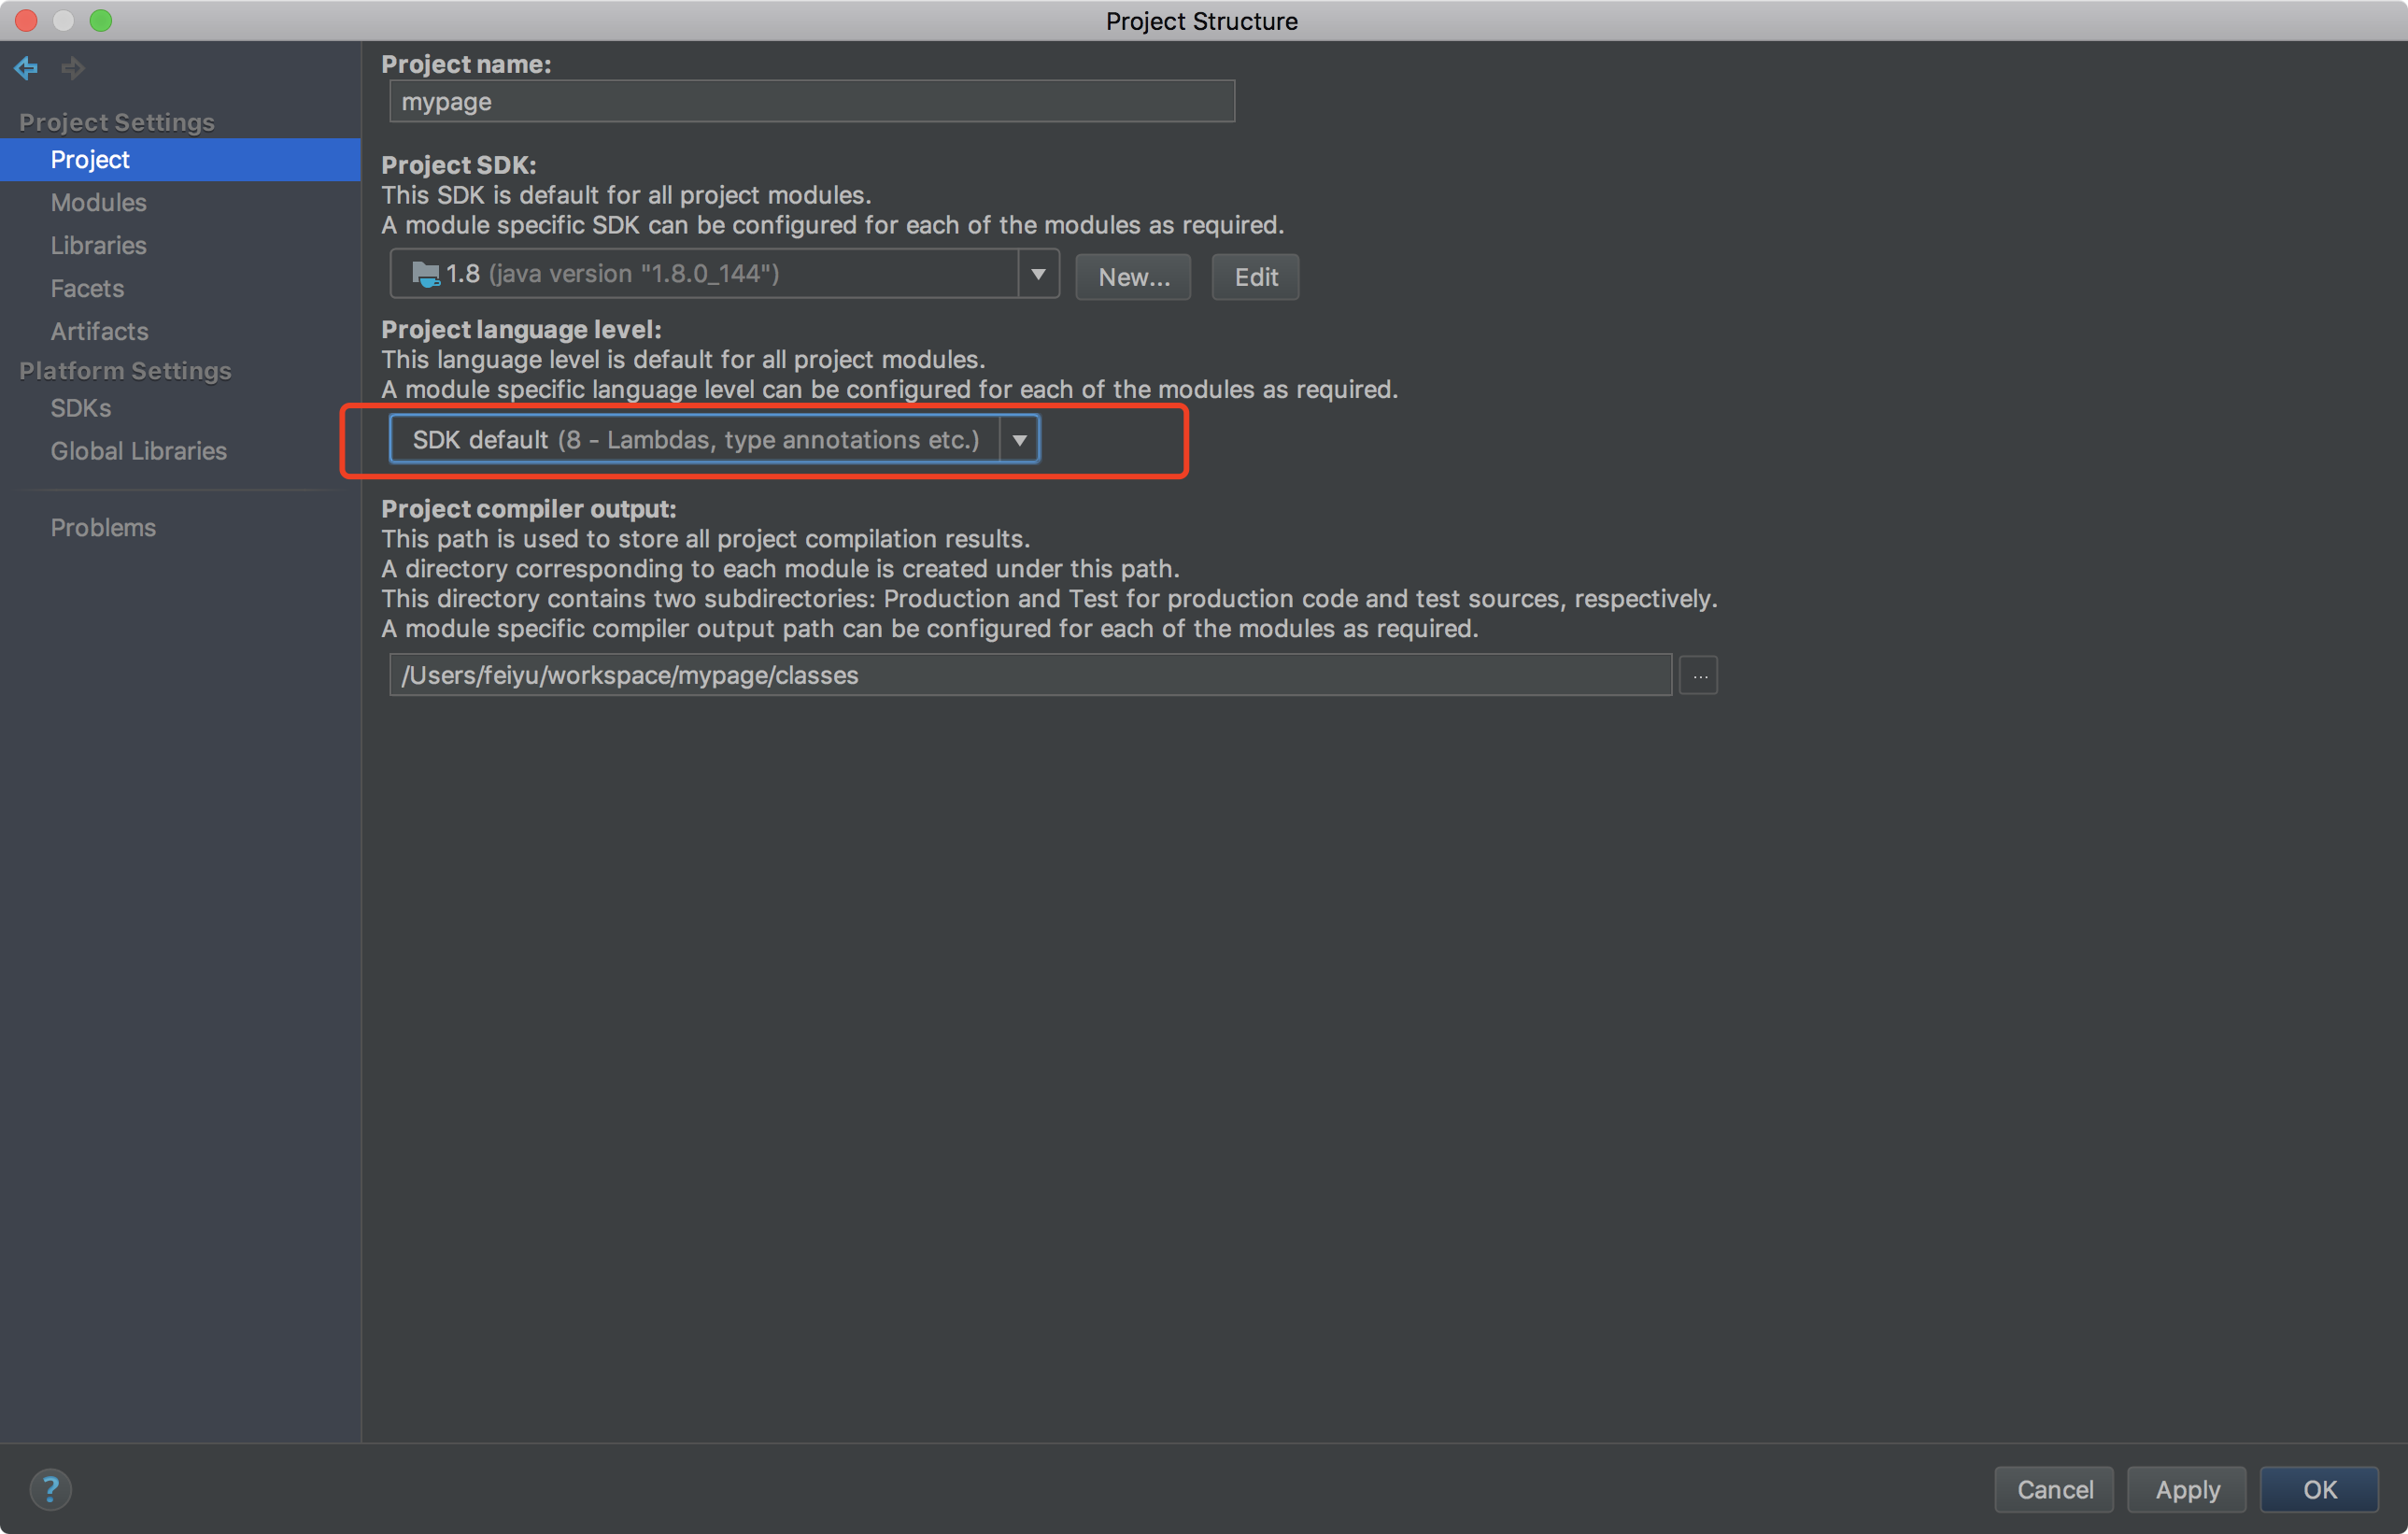 Project Structure
Project Settings
Project
Modules
Libraries
Facets
Artifacts
Platform Settings
SDKs
Global Libraries
Problems
Project name:
mypage
Project SDK:
This SDK is default for all project modules.
A module specific SDK can be configured for each of the modules as required.
1.8 (java version "1.8.0_144")
New...
Edit
Project language level:
This language level is default for all project modules.
A module specific language level can be configured for each of the modules as required.
SDK default (8 - Lambdas, type annotations etc.)
Project compiler output:
This path is used to store all project compilation results.
A directory corresponding to each module is created under this path.
This directory contains two subdirectories: Production and Test for production code and test sources, respectively.
A module specific compiler output path can be configured for each of the modules as required.
/Users/feiyu/workspace/mypage/classes
...
?
Cancel
Apply
OK